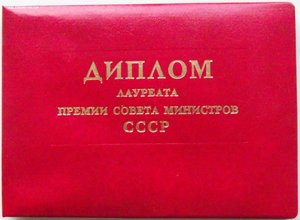 ДИПЛОМ
ЛАУРЕАТА
ПРЕМИИ СОВЕТА МИНИСТРОВ
СССР